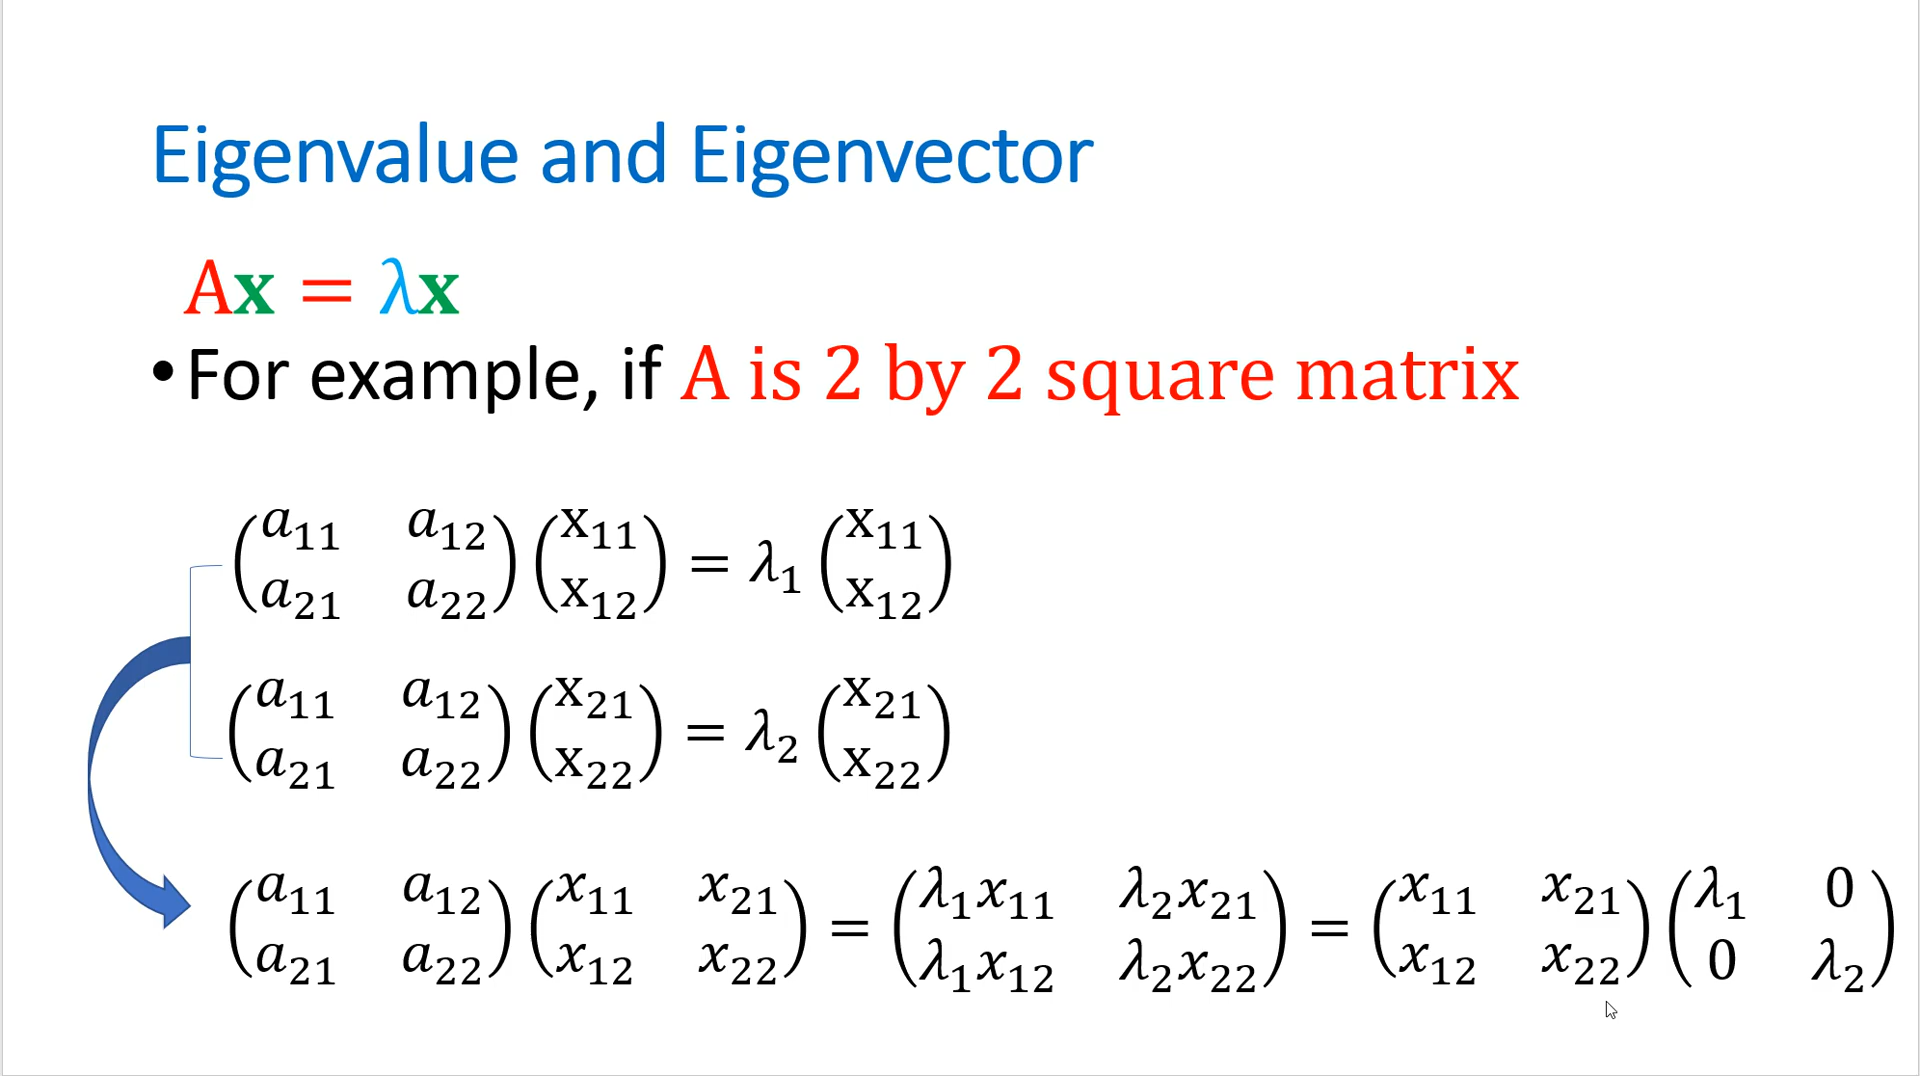 Eigenvalue and Eigenvector
Ax = λx
•For example, if A is 2 by 2 square matrix
(a₁₁ a₁₂) (x₁₁) = λ₁ (x₁₁)
(a₂₁ a₂₂) (x₁₂) (x₁₂)
(a₁₁ a₁₂) (x₂₁) = λ₂ (x₂₁)
(a₂₁ a₂₂) (x₂₂) (x₂₂)
(a₁₁ a₁₂) (x₁₁ x₂₁) = (λ₁x₁₁ λ₂x₂₁) = (x₁₁ x₂₁) (λ₁ 0)
(a₂₁ a₂₂) (x₁₂ x₂₂) (λ₁x₁₂ λ₂x₂₂) (x₁₂ x₂₂) (0 λ₂)